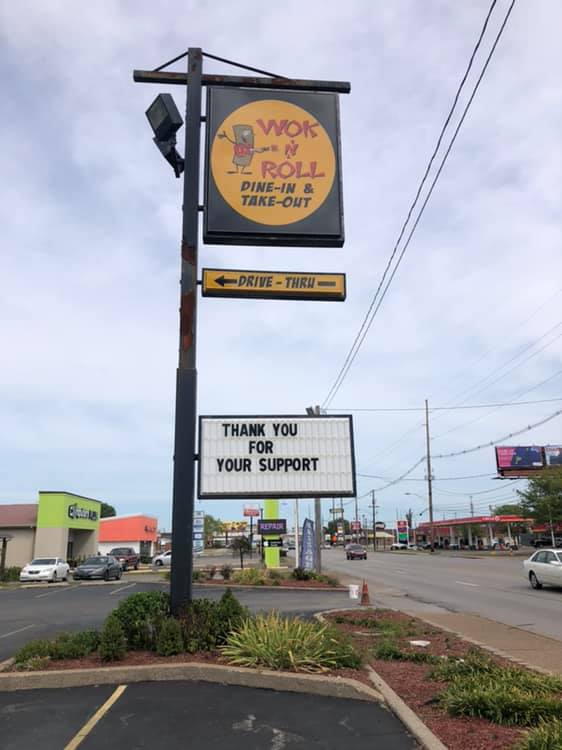 WOK
'N'
ROLL
DINE-IN &
TAKE-OUT
DRIVE-THRU
THANK YOU
FOR
YOUR SUPPORT
REPAIR